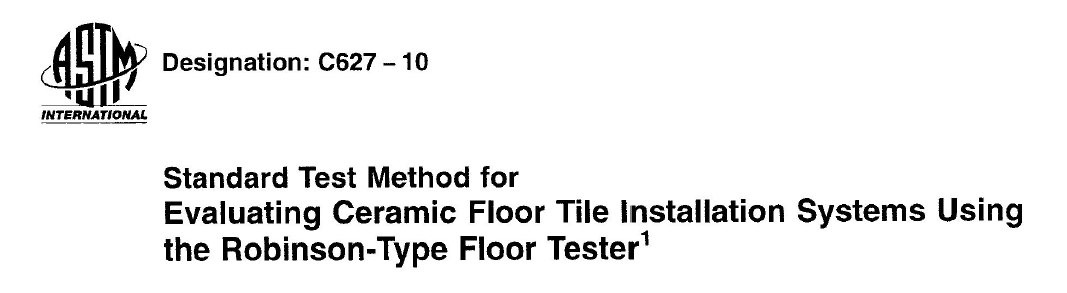 ASTM
INTERNATIONAL
Designation: C627 – 10
Standard Test Method for
Evaluating Ceramic Floor Tile Installation Systems Using
the Robinson-Type Floor Tester1